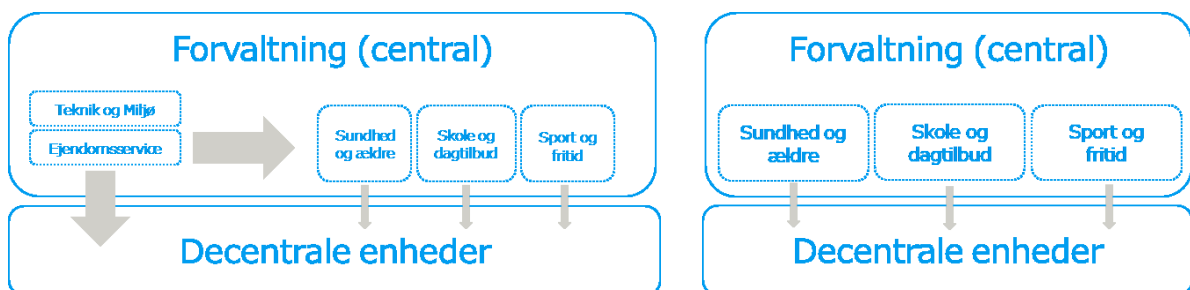 Forvaltning (central)
Teknik og Miljø
Ejendomsservice
Sundhed
og ældre
Skole og
dagtilbud
Sport og
fritid
Decentrale enheder
Forvaltning (central)
Sundhed og
ældre
Skole og
dagtilbud
Sport og
fritid
Decentrale enheder